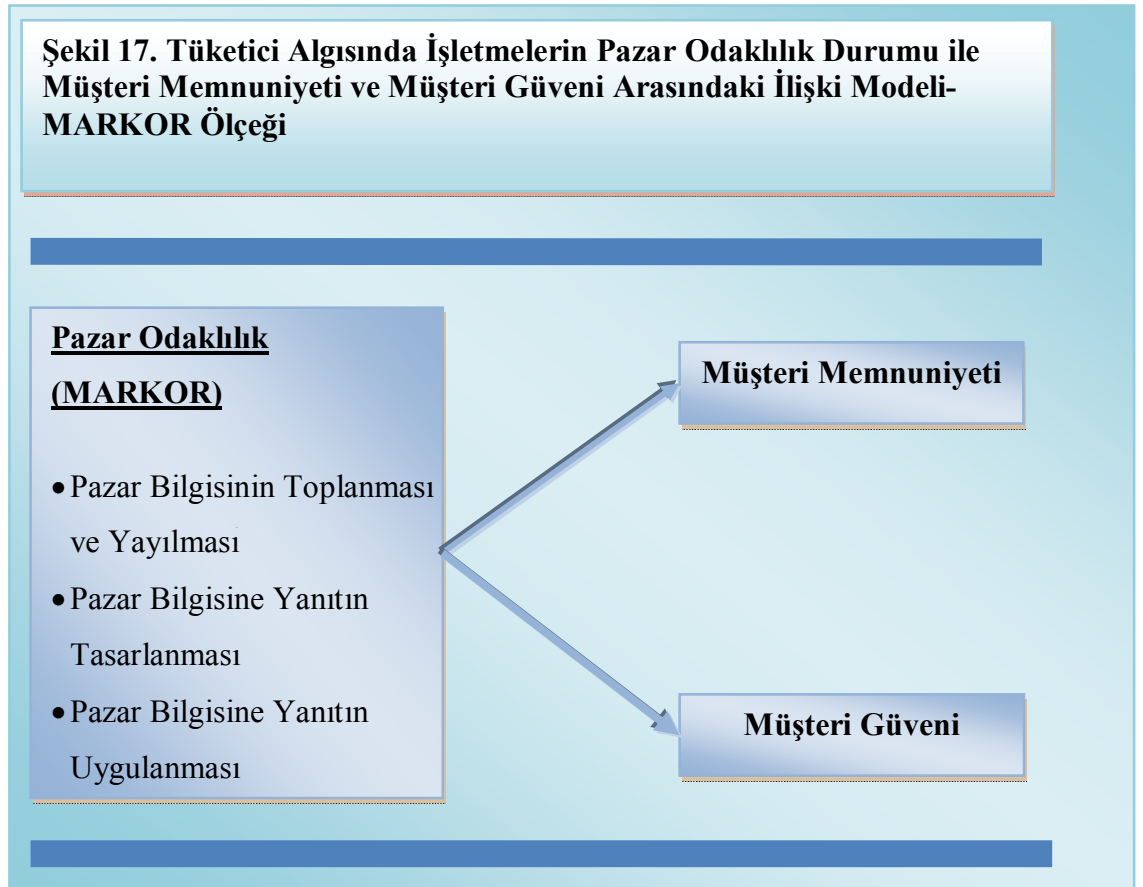 Şekil 17. Tüketici Algısında İşletmelerin Pazar Odaklılık Durumu ile
Müşteri Memnuniyeti ve Müşteri Güveni Arasındaki İlişki Modeli-
MARKOR Ölçeği
Pazar Odaklılık
(MARKOR)
• Pazar Bilgisinin Toplanması
ve Yayılması
• Pazar Bilgisine Yanıtın
Tasarlanması
• Pazar Bilgisine Yanıtın
Uygulanması
Müşteri Memnuniyeti
Müşteri Güveni